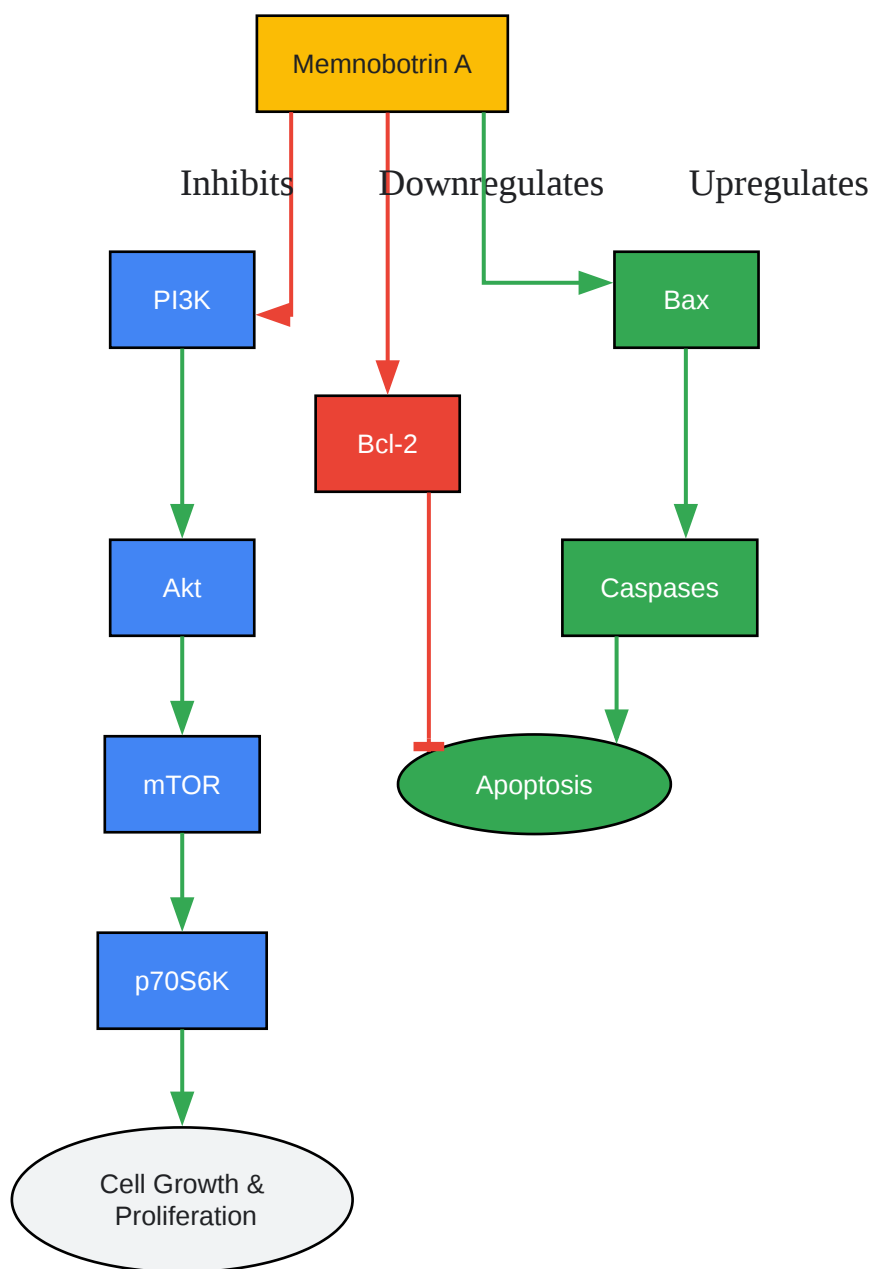 Memnobotrin A
Inhibits
Downregulates
Upregulates
PI3K
Bax
Bcl-2
Akt
Caspases
mTOR
Apoptosis
p70S6K
Cell Growth &
Proliferation